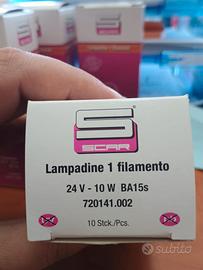 SCAR
Lampadine 1 filamento
24 V - 10 W BA15s
720141.002
10 Stck./Pcs.
Subito